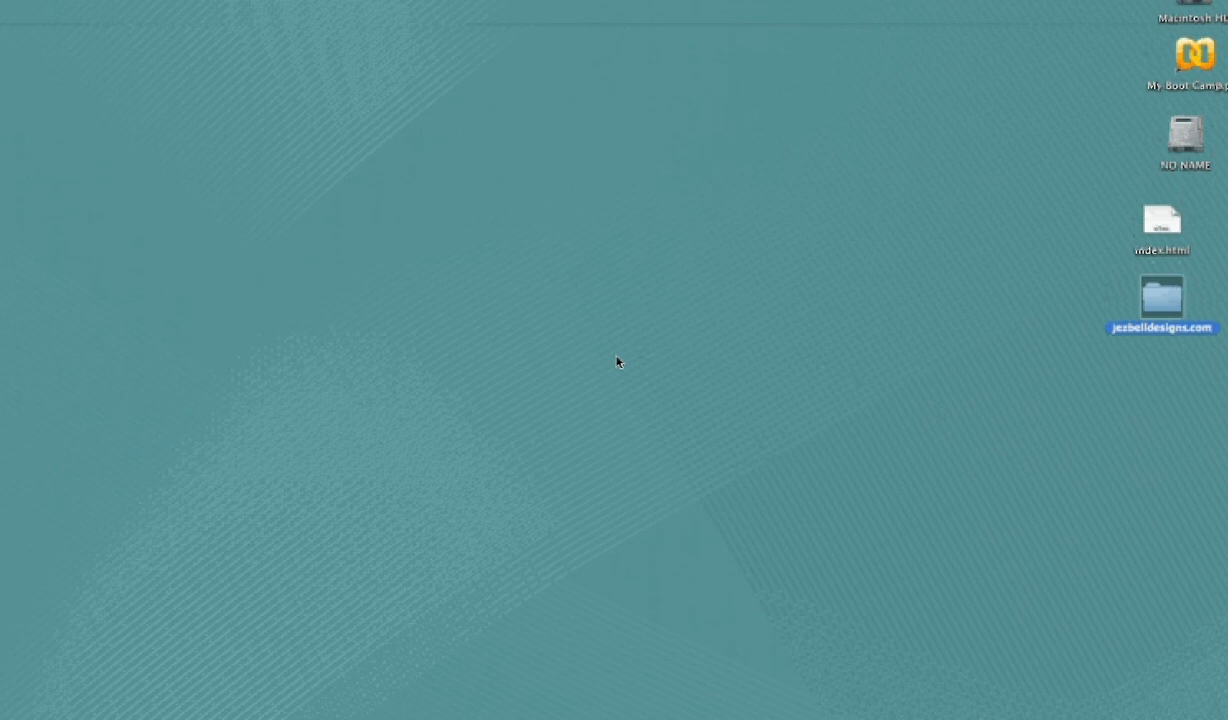 Macintosh HD
My Boot Camp.p
NO NAME
index.html
jezbelldesigns.com